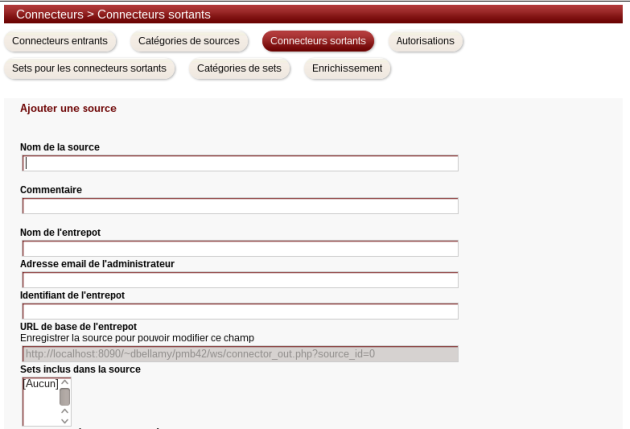 Connecteurs > Connecteurs sortants
Connecteurs entrants Catégories de sources Connecteurs sortants Autorisations
Sets pour les connecteurs sortants Catégories de sets Enrichissement
Ajouter une source
Nom de la source
Commentaire
Nom de l'entrepot
Adresse email de l'administrateur
Identifiant de l'entrepot
URL de base de l'entrepot
Enregistrer la source pour pouvoir modifier ce champ
http://localhost:8090/~dbellamy/pmb42/ws/connector_out.php?source_id=0
Sets inclus dans la source
[Aucun]